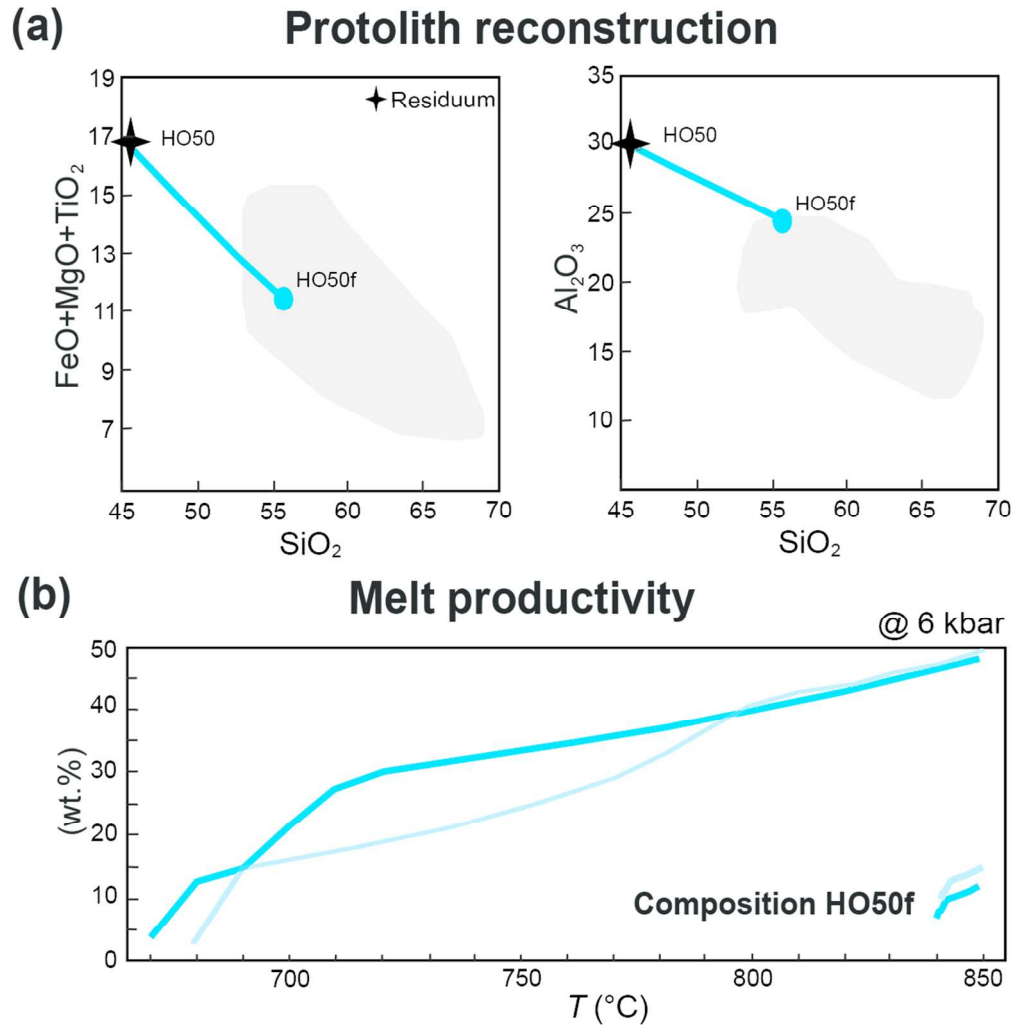 (a) Protolith reconstruction
FeO+MgO+TiO₂
19
17
15
13
11
9
7
Residuum
HO50
HO50f
45 50 55 60 65 70
SiO₂
Al₂O₃
35
30
25
20
15
10
HO50
HO50f
45 50 55 60 65 70
SiO₂
(b) Melt productivity
@ 6 kbar
(wt.%)
50
40
30
20
10
0
Composition HO50f
700 750 800 850
T (°C)